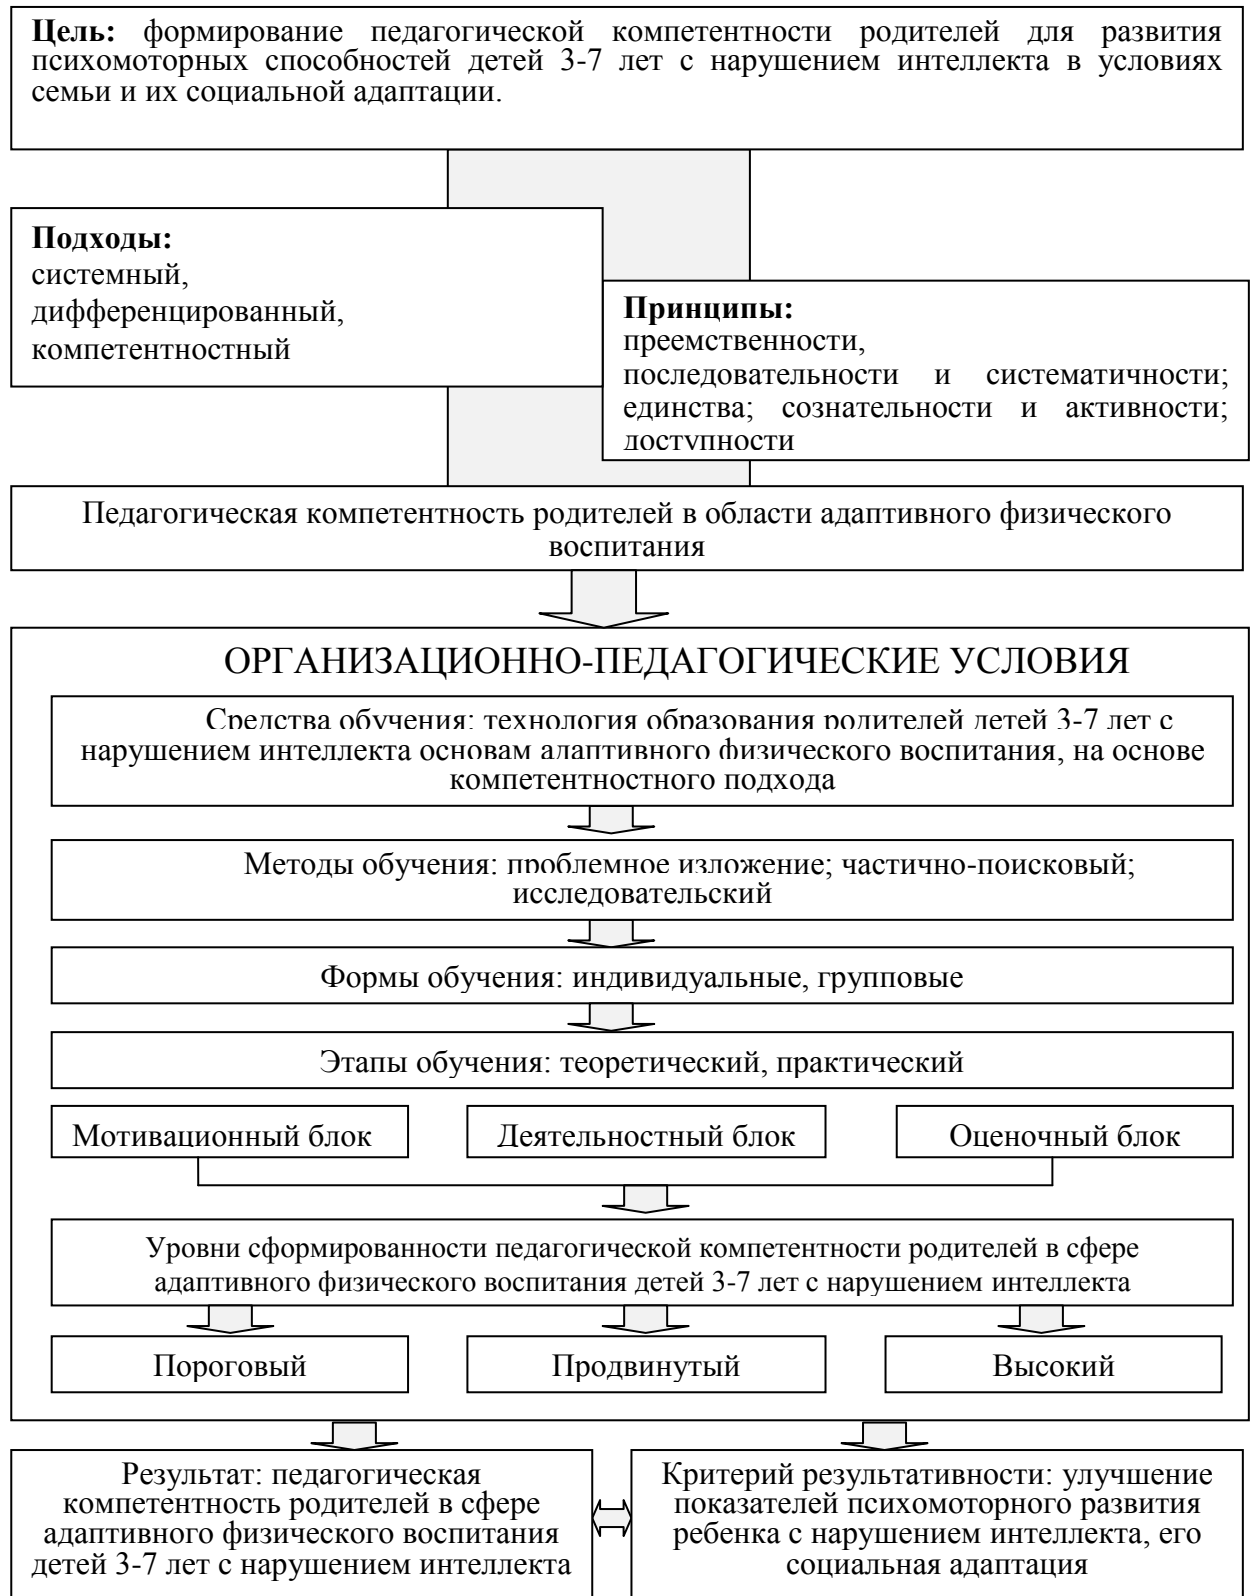 Цель: формирование педагогической компетентности родителей для развития
психомоторных способностей детей 3-7 лет с нарушением интеллекта в условиях
семьи и их социальной адаптации.
Подходы:
системный,
дифференцированный,
компетентностный
Принципы:
преемственности,
последовательности и систематичности;
единства; сознательности и активности;
доступности
Педагогическая компетентность родителей в области адаптивного физического
воспитания
ОРГАНИЗАЦИОННО-ПЕДАГОГИЧЕСКИЕ УСЛОВИЯ
Средства обучения: технология образования родителей детей 3-7 лет с
нарушением интеллекта основам адаптивного физического воспитания, на основе
компетентностного подхода
Методы обучения: проблемное изложение; частично-поисковый;
исследовательский
Формы обучения: индивидуальные, групповые
Этапы обучения: теоретический, практический
Мотивационный блок
Деятельностный блок
Оценочный блок
Уровни сформированности педагогической компетентности родителей в сфере
адаптивного физического воспитания детей 3-7 лет с нарушением интеллекта
Пороговый
Продвинутый
Высокий
Результат: педагогическая
компетентность родителей в сфере
адаптивного физического воспитания
детей 3-7 лет с нарушением интеллекта
Критерий результативности: улучшение
показателей психомоторного развития
ребенка с нарушением интеллекта, его
социальная адаптация